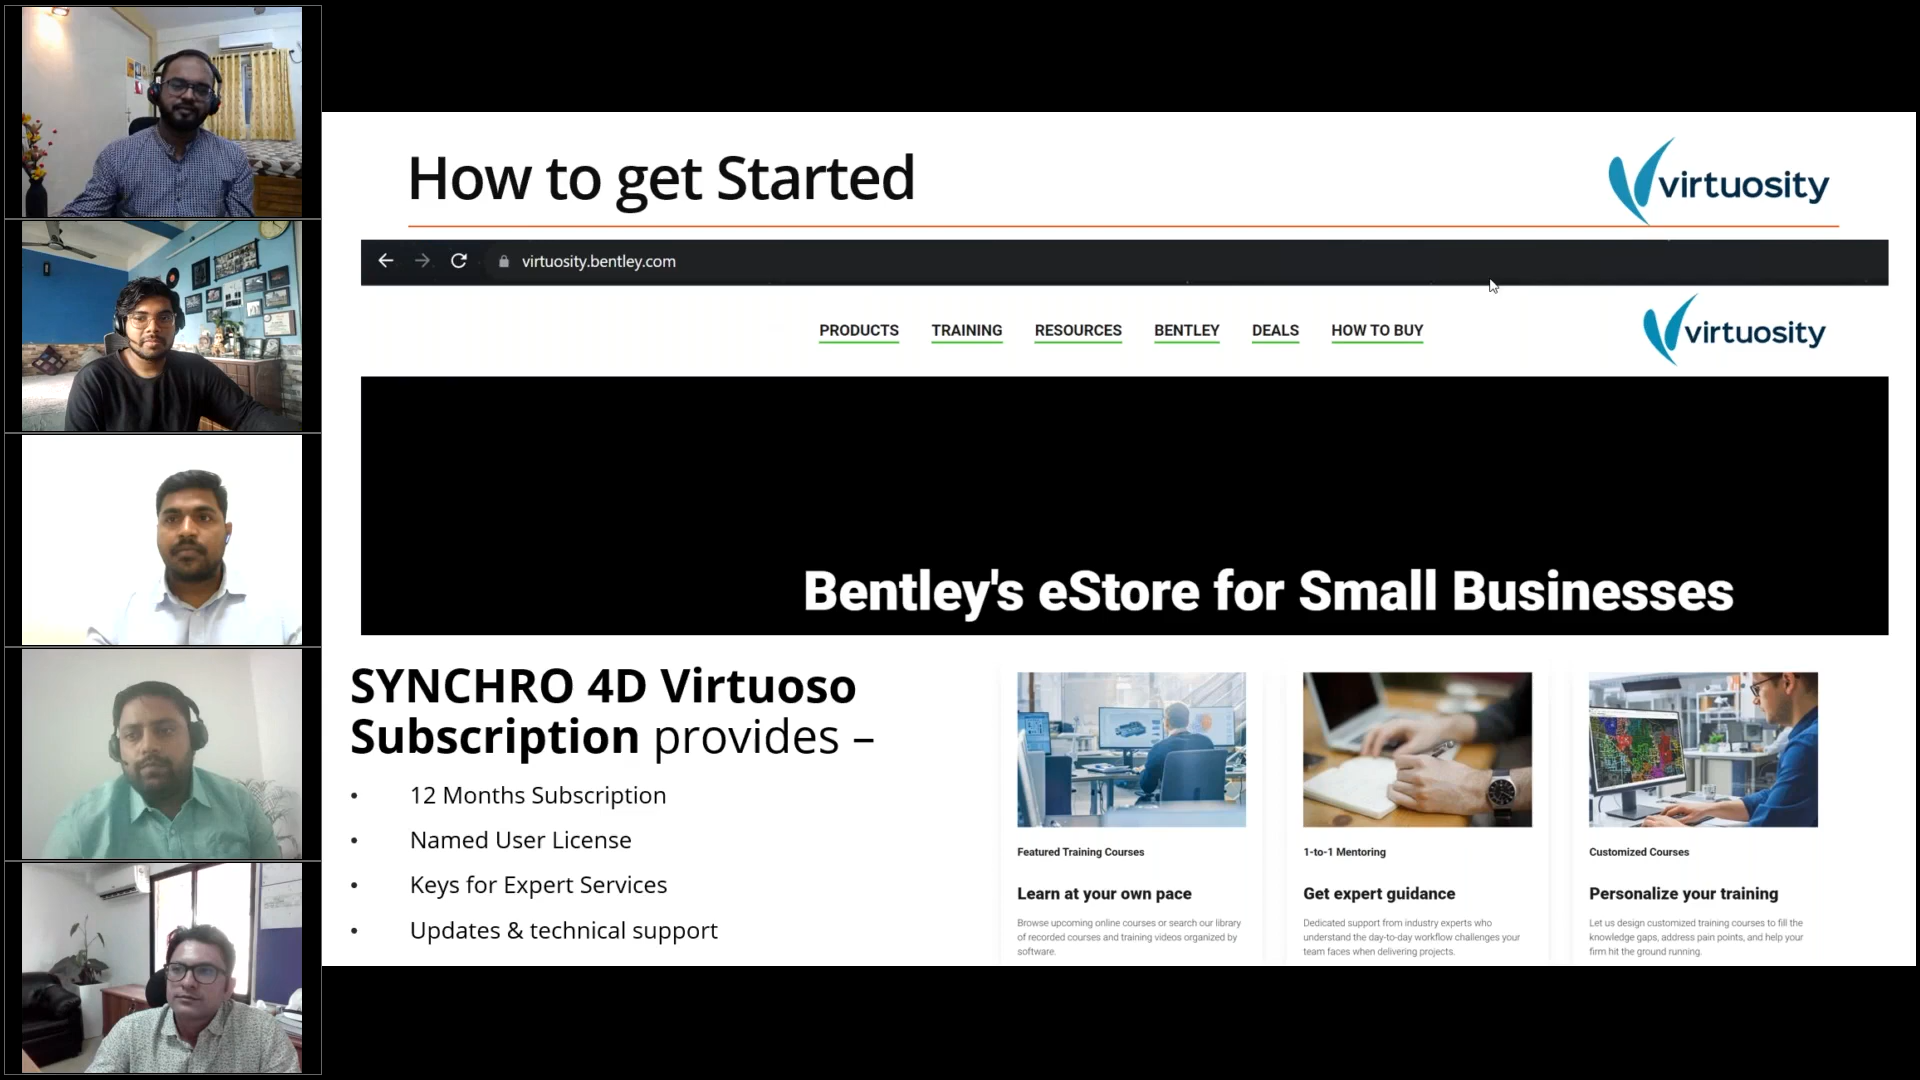 How to get Started
virtuosity
virtuosity.bentley.com
PRODUCTS TRAINING RESOURCES BENTLEY DEALS HOW TO BUY
virtuosity
Bentley's eStore for Small Businesses
SYNCHRO 4D Virtuoso
Subscription provides –
• 12 Months Subscription
• Named User License
• Keys for Expert Services
• Updates & technical support
Featured Training Courses
Learn at your own pace
Browse upcoming online courses or search our library
of recorded courses and training videos organized by
software.
1-to-1 Mentoring
Get expert guidance
Dedicated support from industry experts who
understand the day-to-day workflow challenges your
team faces when delivering projects.
Customized Courses
Personalize your training
Let us design customized training courses to fill the
knowledge gaps, address pain points, and help your
firm hit the ground running.